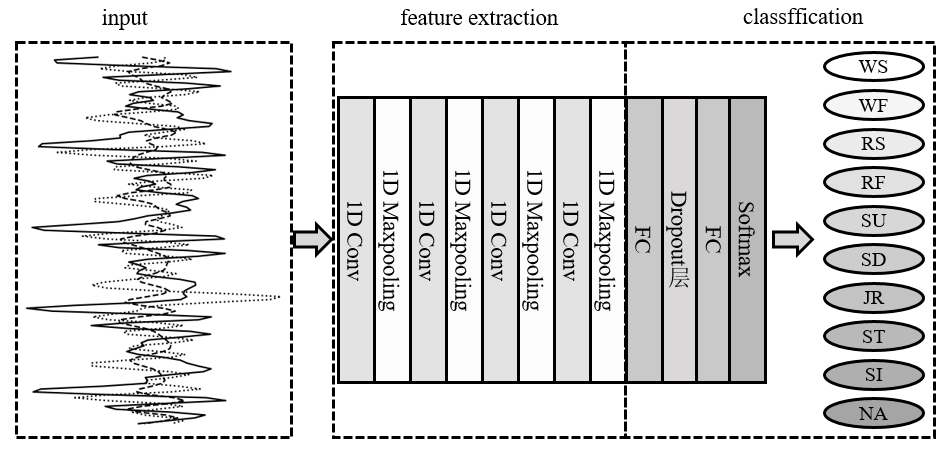 input
feature extraction
classffication
1D Conv
1D Maxpooling
1D Conv
1D Maxpooling
1D Conv
1D Maxpooling
1D Conv
1D Maxpooling
FC
Dropout层
FC
Softmax
WS
WF
RS
RF
SU
SD
JR
ST
SI
NA